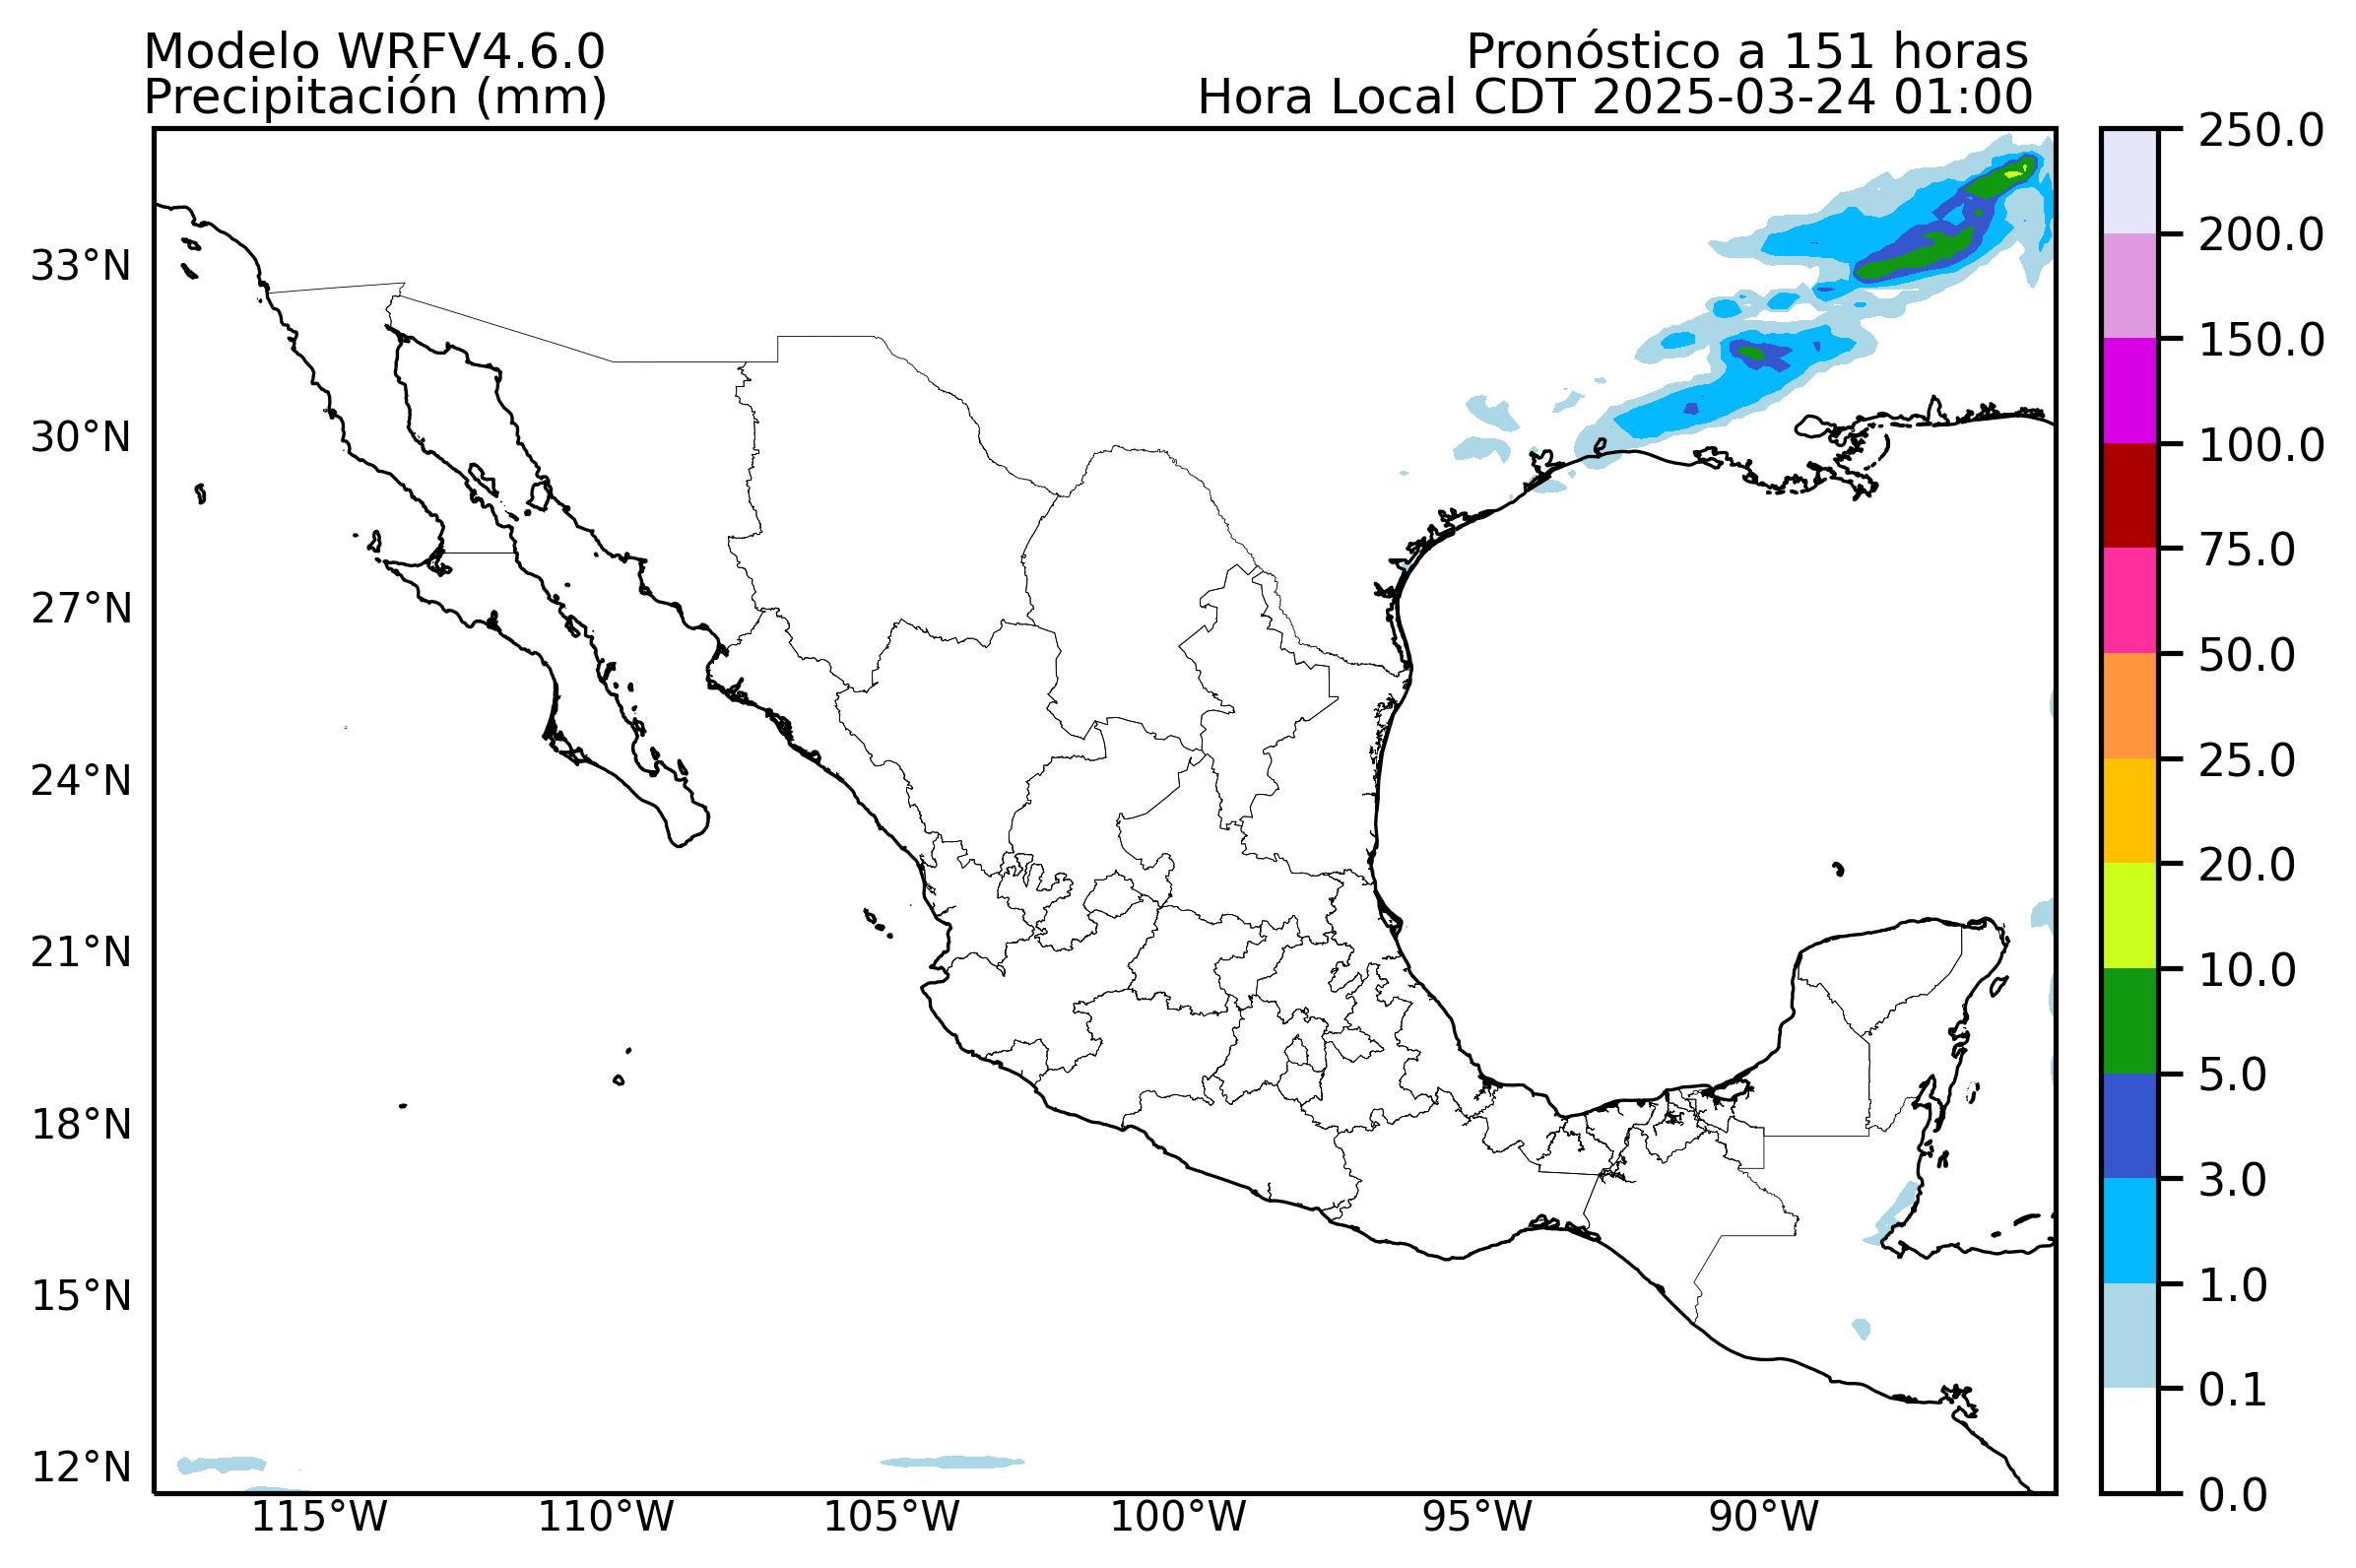 Modelo WRFV4.6.0
Pronóstico a 151 horas
Precipitación (mm)
Hora Local CDT 2025-03-24 01:00
33°N
30°N
27°N
24°N
21°N
18°N
15°N
12°N
115°W
110°W
105°W
100°W
95°W
90°W
250.0
200.0
150.0
100.0
75.0
50.0
25.0
20.0
10.0
5.0
3.0
1.0
0.1
0.0